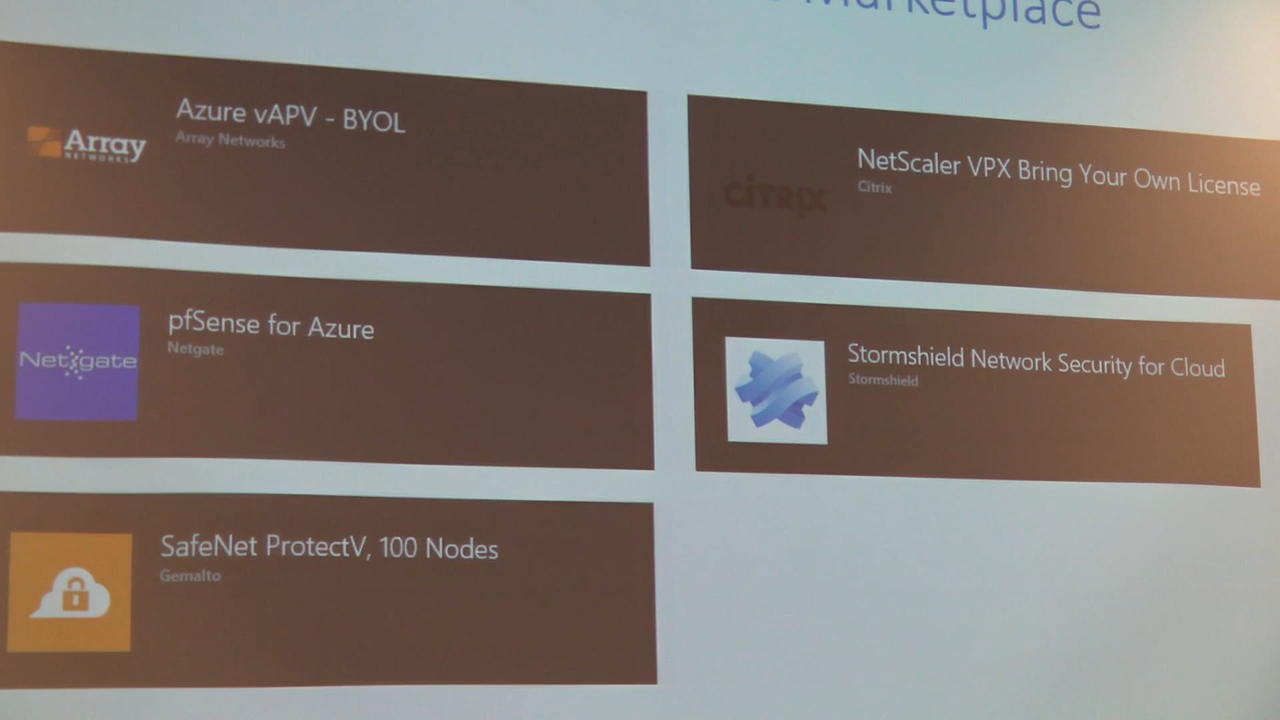 Marketplace
Array
NETWORKS
Azure vAPV - BYOL
Array Networks
CITRIX
NetScaler VPX Bring Your Own License
Citrix
Netgate
pfSense for Azure
Netgate
Stormshield Network Security for Cloud
Stormshield
SafeNet ProtectV, 100 Nodes
Gemalto